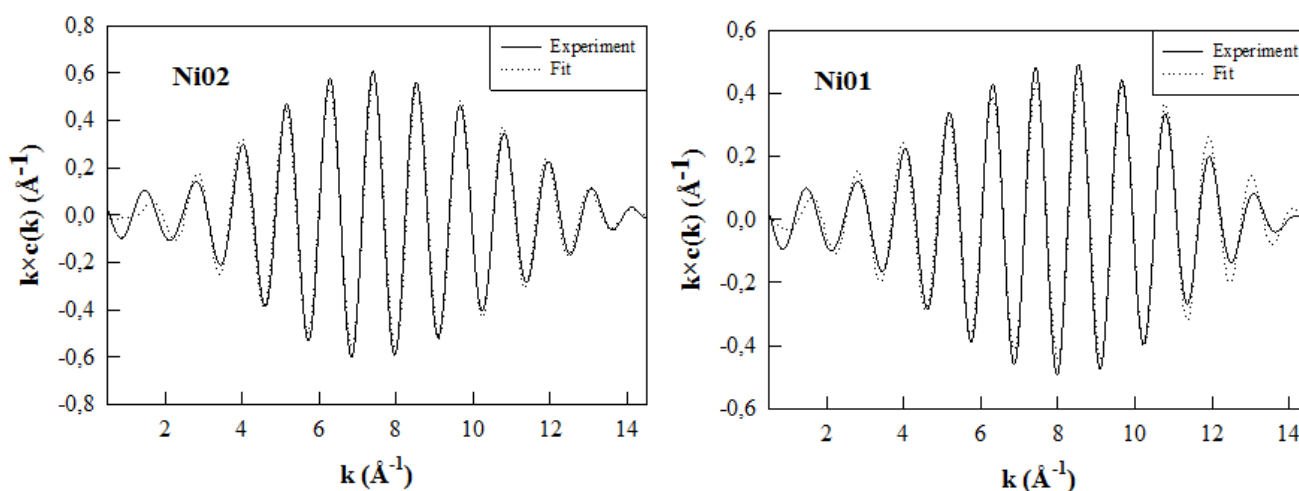 Ni02
Experiment
Fit
k×c(k) (Å-1)
0,8
0,6
0,4
0,2
0,0
-0,2
-0,4
-0,6
-0,8
2 4 6 8 10 12 14
k (Å-1)
Ni01
Experiment
Fit
k×c(k) (Å-1)
0,6
0,4
0,2
0,0
-0,2
-0,4
-0,6
2 4 6 8 10 12 14
k (Å-1)